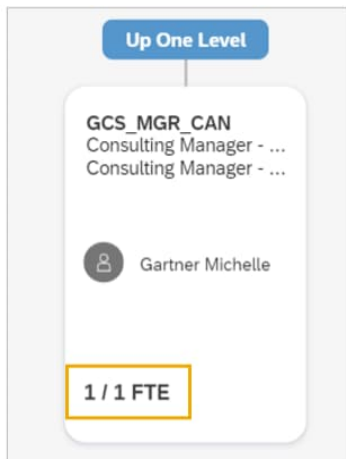 Up One Level
GCS_MGR_CAN
Consulting Manager - ...
Consulting Manager - ...
Gartner Michelle
1 / 1 FTE